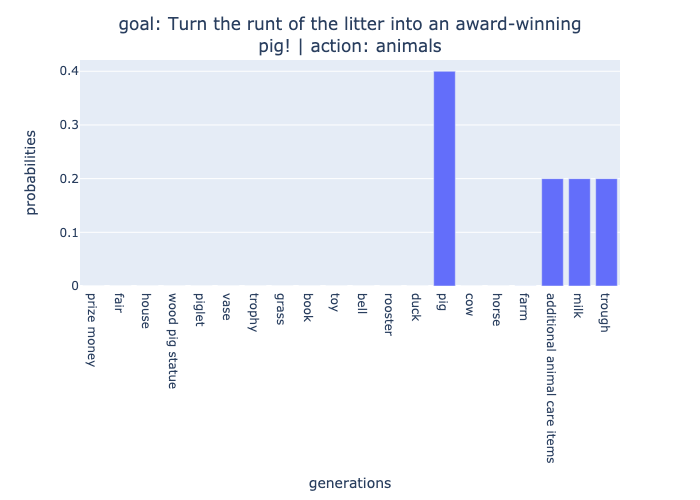 goal: Turn the runt of the litter into an award-winning
pig! | action: animals
probabilities
0.4
0.3
0.2
0.1
0
prize money
fair
house
wood pig statue
piglet
vase
trophy
grass
book
toy
bell
rooster
duck
pig
cow
horse
farm
additional animal care items
milk
trough
generations